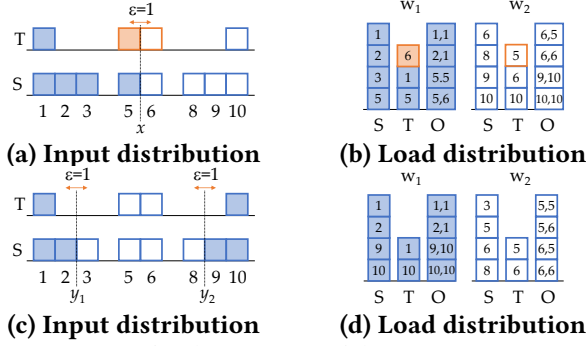 ε=1
T
S
1 2 3 5 6 8 9 10
x
(a) Input distribution
w1 w2
1 1,1 6 6,5
2 6 2,1 8 5 6,6
3 1 5,5 9 6 9,10
5 5 5,6 10 10 10,10
S T O S T O
(b) Load distribution
ε=1 ε=1
T
S
1 2 3 5 6 8 9 10
y1 y2
(c) Input distribution
w1 w2
1 1,1 3 5,5
2 2,1 5 5,6
9 1 9,10 6 5 6,5
10 10 10,10 8 6 6,6
S T O S T O
(d) Load distribution